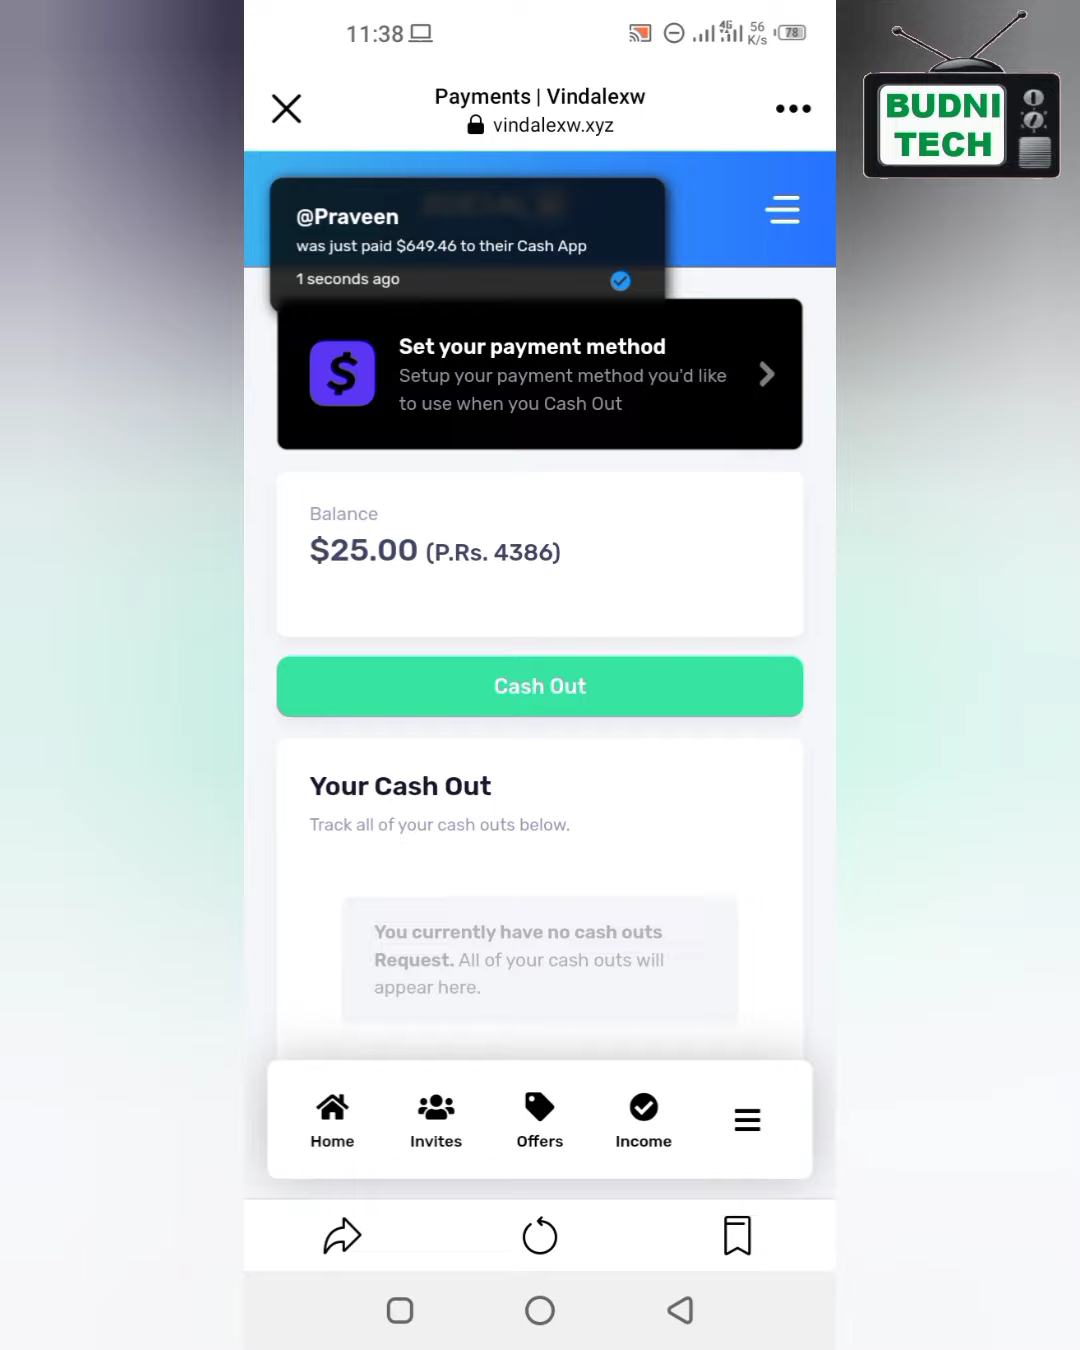 11:38
4G
56
K/s
78
BUDNI
TECH
Payments | Vindalexw
vindalexw.xyz
@Praveen
was just paid $649.46 to their Cash App
1 seconds ago
Set your payment method
Setup your payment method you'd like
to use when you Cash Out
Balance
$25.00 (P.Rs. 4386)
Cash Out
Your Cash Out
Track all of your cash outs below.
You currently have no cash outs
Request. All of your cash outs will
appear here.
Home
Invites
Offers
Income